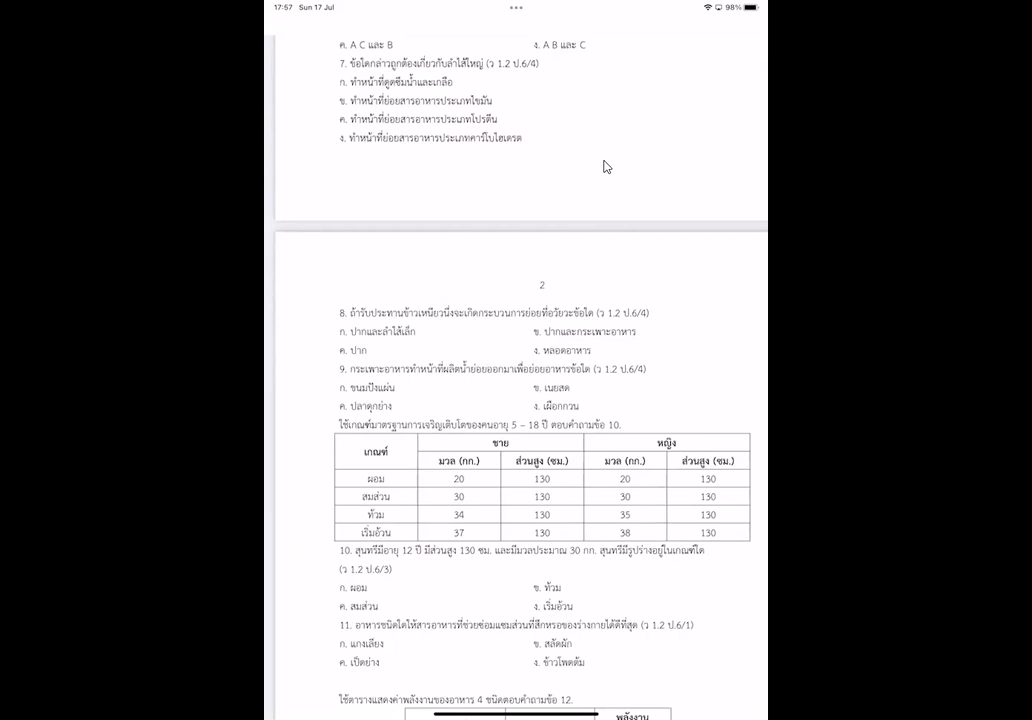 17:57 Sun 17 Jul
98%
ค. A C และ B ง. A B และ C
7. ข้อใดกล่าวถูกต้องเกี่ยวกับลำไส้ใหญ่ (ว 1.2 ป.6/4)
ก. ทำหน้าที่ดูดซึมน้ำและเกลือ
ข. ทำหน้าที่ย่อยสารอาหารประเภทไขมัน
ค. ทำหน้าที่ย่อยสารอาหารประเภทโปรตีน
ง. ทำหน้าที่ย่อยสารอาหารประเภทคาร์โบไฮเดรต
2
8. ถ้ารับประทานข้าวเหนียวนึ่งจะเกิดกระบวนการย่อยที่อวัยวะข้อใด (ว 1.2 ป.6/4)
ก. ปากและลำไส้เล็ก ข. ปากและกระเพาะอาหาร
ค. ปาก ง. หลอดอาหาร
9. กระเพาะอาหารทำหน้าที่ผลิตน้ำย่อยออกมาเพื่อย่อยอาหารข้อใด (ว 1.2 ป.6/4)
ก. ขนมปังแผ่น ข. เนยสด
ค. ปลาดุกย่าง ง. เผือกกวน
ใช้เกณฑ์มาตรฐานการเจริญเติบโตของคนอายุ 5 – 18 ปี ตอบคำถามข้อ 10.
เกณฑ์ ชาย หญิง
มวล (กก.) ส่วนสูง (ซม.) มวล (กก.) ส่วนสูง (ซม.)
ผอม 20 130 20 130
สมส่วน 30 130 30 130
ท้วม 34 130 35 130
เริ่มอ้วน 37 130 38 130
10. สุนทรีมีอายุ 12 ปี มีส่วนสูง 130 ซม. และมีมวลประมาณ 30 กก. สุนทรีมีรูปร่างอยู่ในเกณฑ์ใด
(ว 1.2 ป.6/3)
ก. ผอม ข. ท้วม
ค. สมส่วน ง. เริ่มอ้วน
11. อาหารชนิดใดให้สารอาหารที่ช่วยซ่อมแซมส่วนที่สึกหรอของร่างกายได้ดีที่สุด (ว 1.2 ป.6/1)
ก. แกงเลียง ข. สลัดผัก
ค. เป็ดย่าง ง. ข้าวโพดต้ม
ใช้ตารางแสดงค่าพลังงานของอาหาร 4 ชนิดตอบคำถามข้อ 12.
พลังงาน